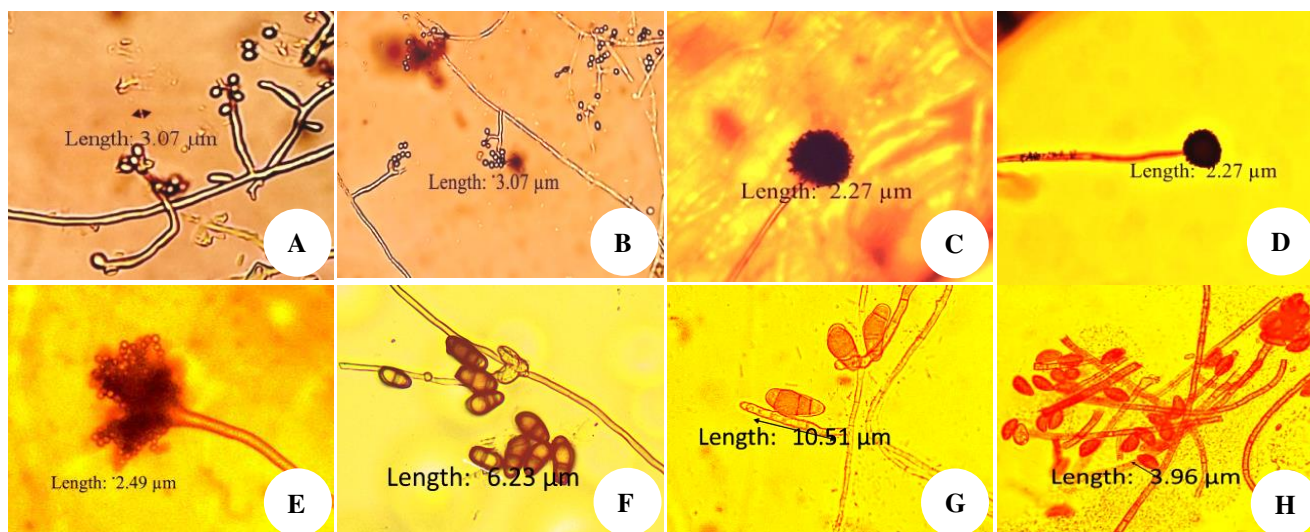 Length: 3.07 µm
A
Length: 3.07 µm
B
Length: 2.27 µm
C
Length: 2.27 µm
D
Length: 2.49 µm
E
Length: 6.23 µm
F
Length: 10.51 µm
G
Length: 3.96 µm
H